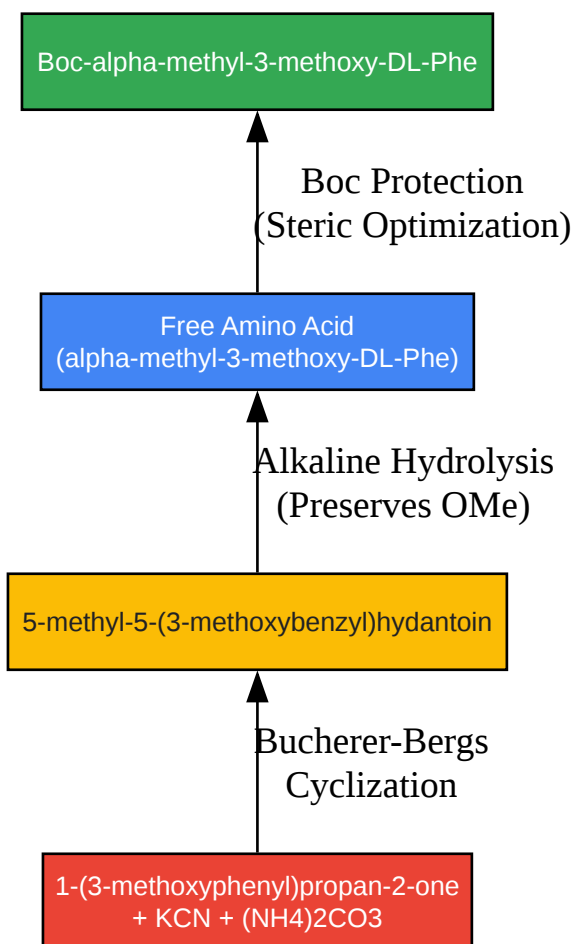 Boc-alpha-methyl-3-methoxy-DL-Phe
Boc Protection
(Steric Optimization)
Free Amino Acid
(alpha-methyl-3-methoxy-DL-Phe)
Alkaline Hydrolysis
(Preserves OMe)
5-methyl-5-(3-methoxybenzyl)hydantoin
Bucherer-Bergs
Cyclization
1-(3-methoxyphenyl)propan-2-one
+ KCN + (NH4)2CO3